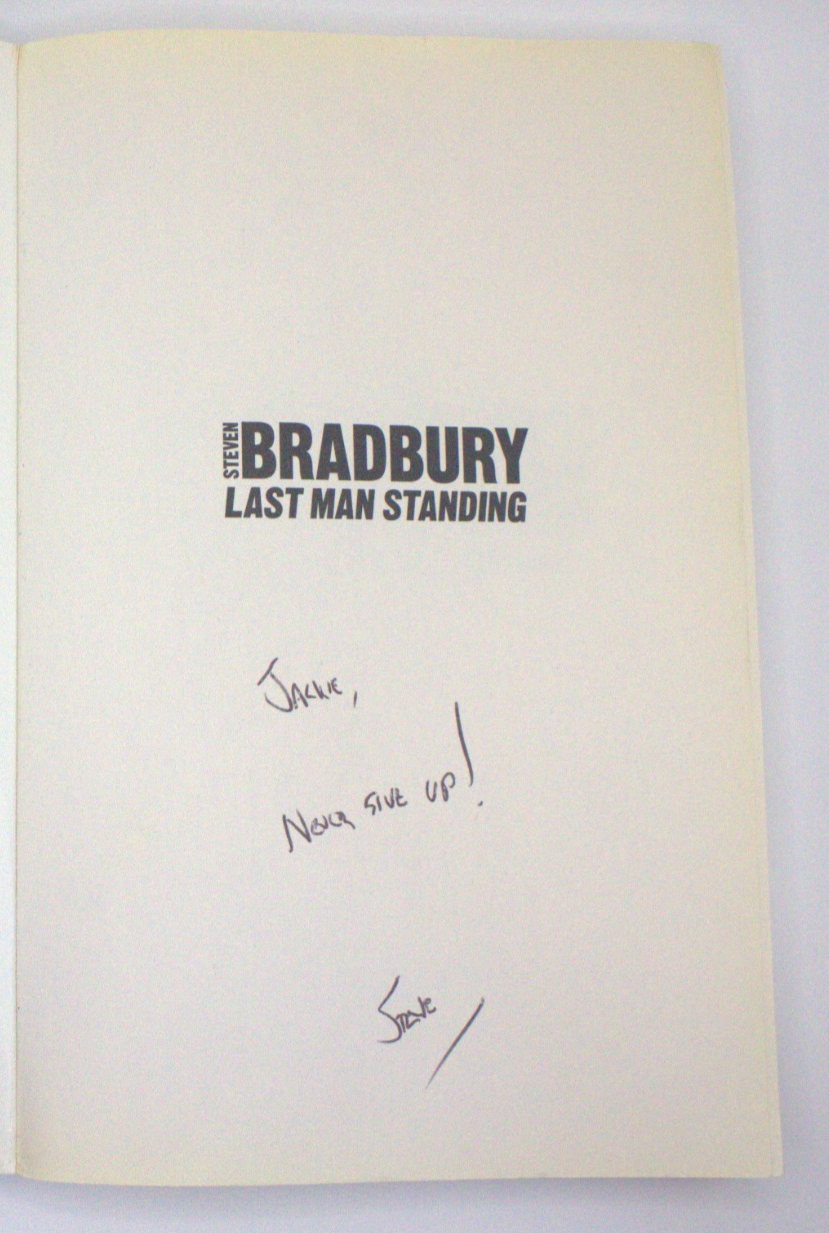 STEVEN
BRADBURY
LAST MAN STANDING
Jackie,
Never give up!
Steve